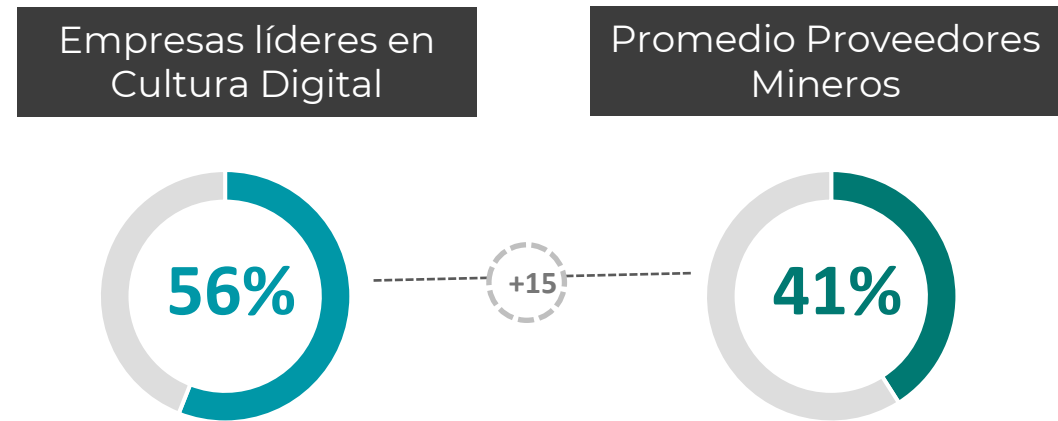 Empresas líderes en
Cultura Digital
Promedio Proveedores
Mineros
56%
+15
41%